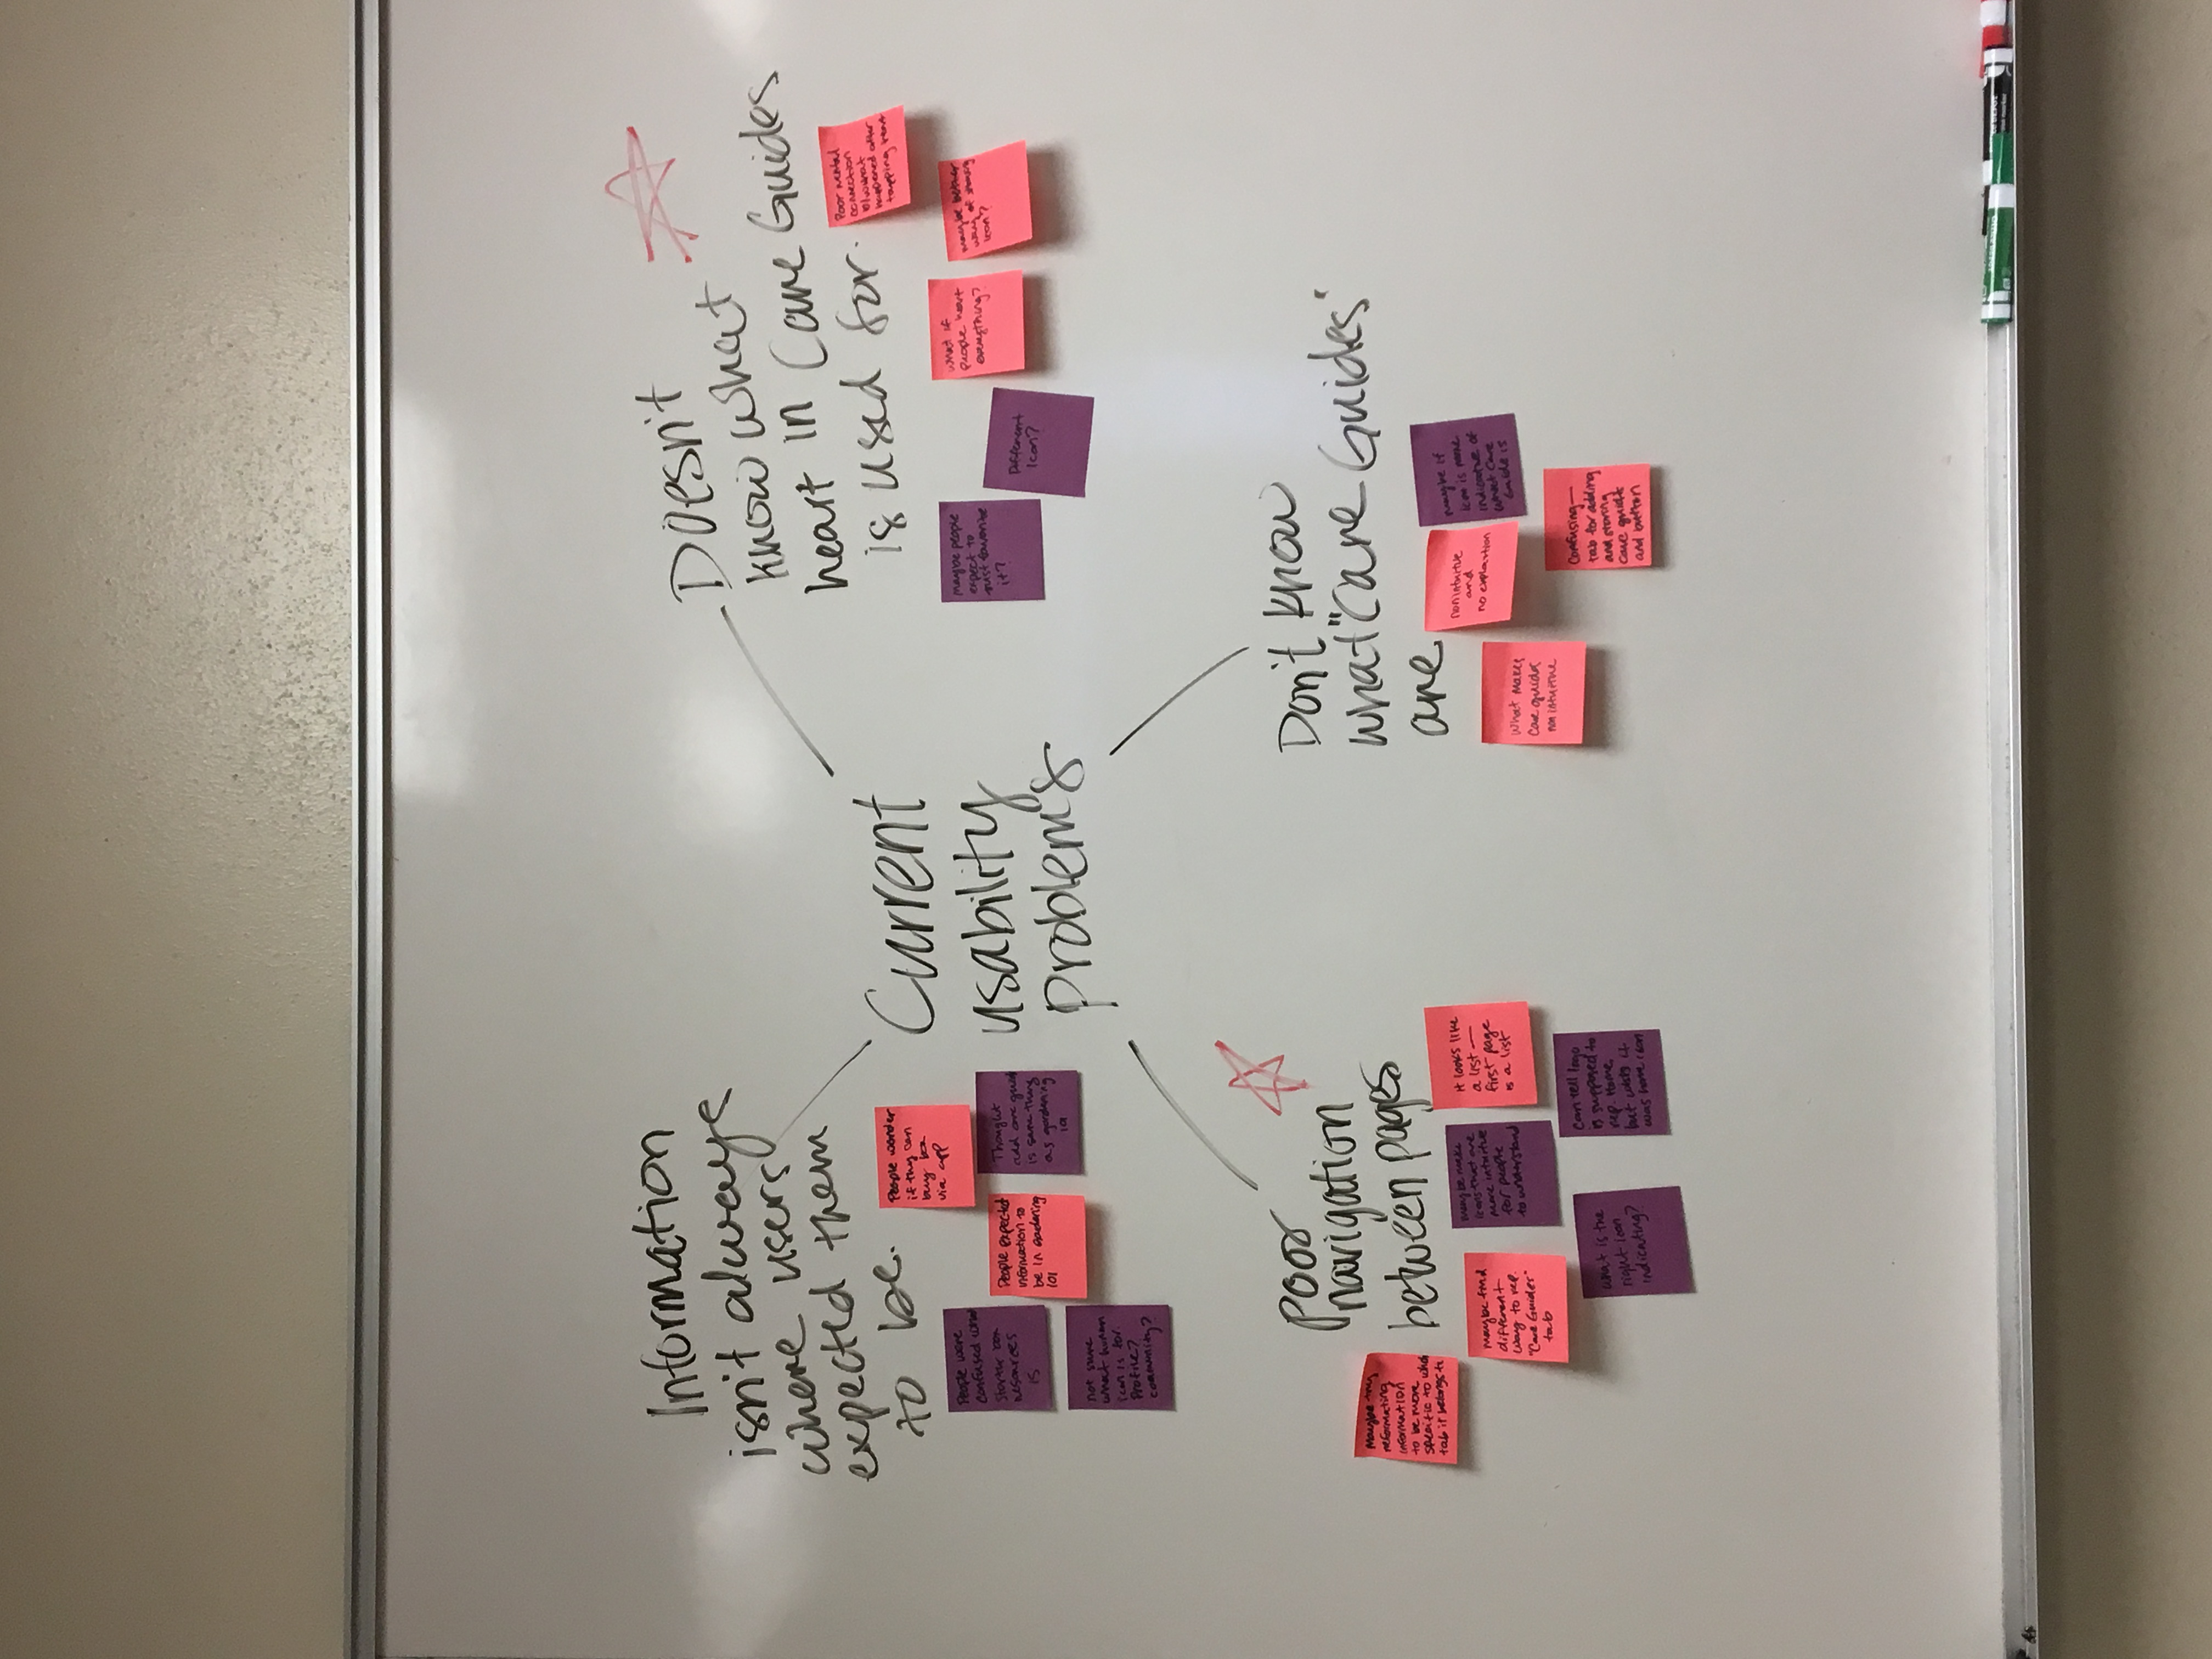 Information
isn't always
where users
expected them
to be.
People wonder
if they can
buy box
via app
People were
confused what
starter box
resources
is
People expected
information to
be in gardening
101
Thought
add care guide
is same thing
as gardening
101
not sure
what human
icon is for.
Profile?
community?
Doesn't
know what
heart in Care Guides
is used for.
Poor mental
connection
b/w what
happened after
tapping heart
maybe people
expect to
just favorite
it?
Different
Icon?
what if
people heart
everything?
maybe better
way of
icon?
Current
usability
Problems
Poor
navigation
between pages
Maybe try
reformating
information
to be more
specific to which
tab it belongs to
maybe find
different
way to rep.
"Care Guides"
tab
maybe make
icons that are
more intuitive
for people
to understand
it looks like
a list —
first page
is a list
what is the
right icon
indicating?
Can tell logo
is supposed to
rep. Home,
but wish it
was home icon
Don't know
what "Care Guides"
are
nonintuitive
and
no explantion
maybe if
icon is more
indicative of
what Care
Guide is
What makes
Care guides
nonintuitive
Confusing —
tab for adding
and storing
care guides
and button